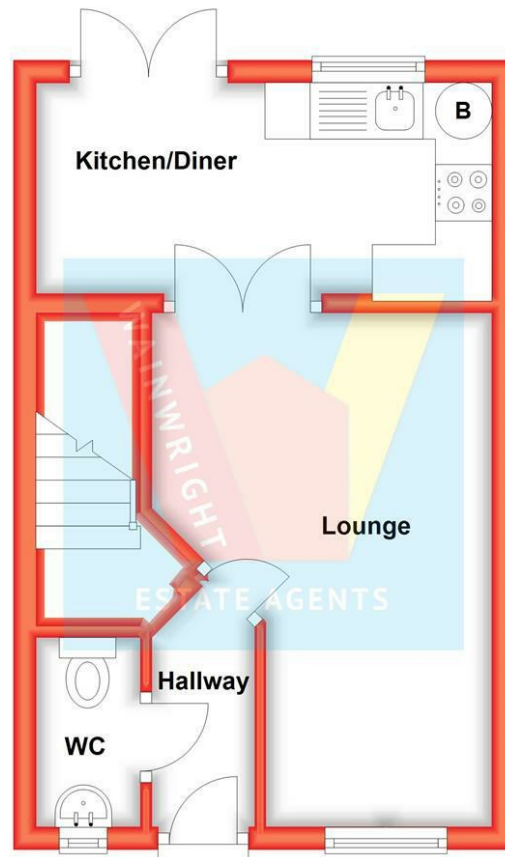 B
Kitchen/Diner
WAINWRIGHT
Lounge
ESTATE AGENTS
Hallway
WC